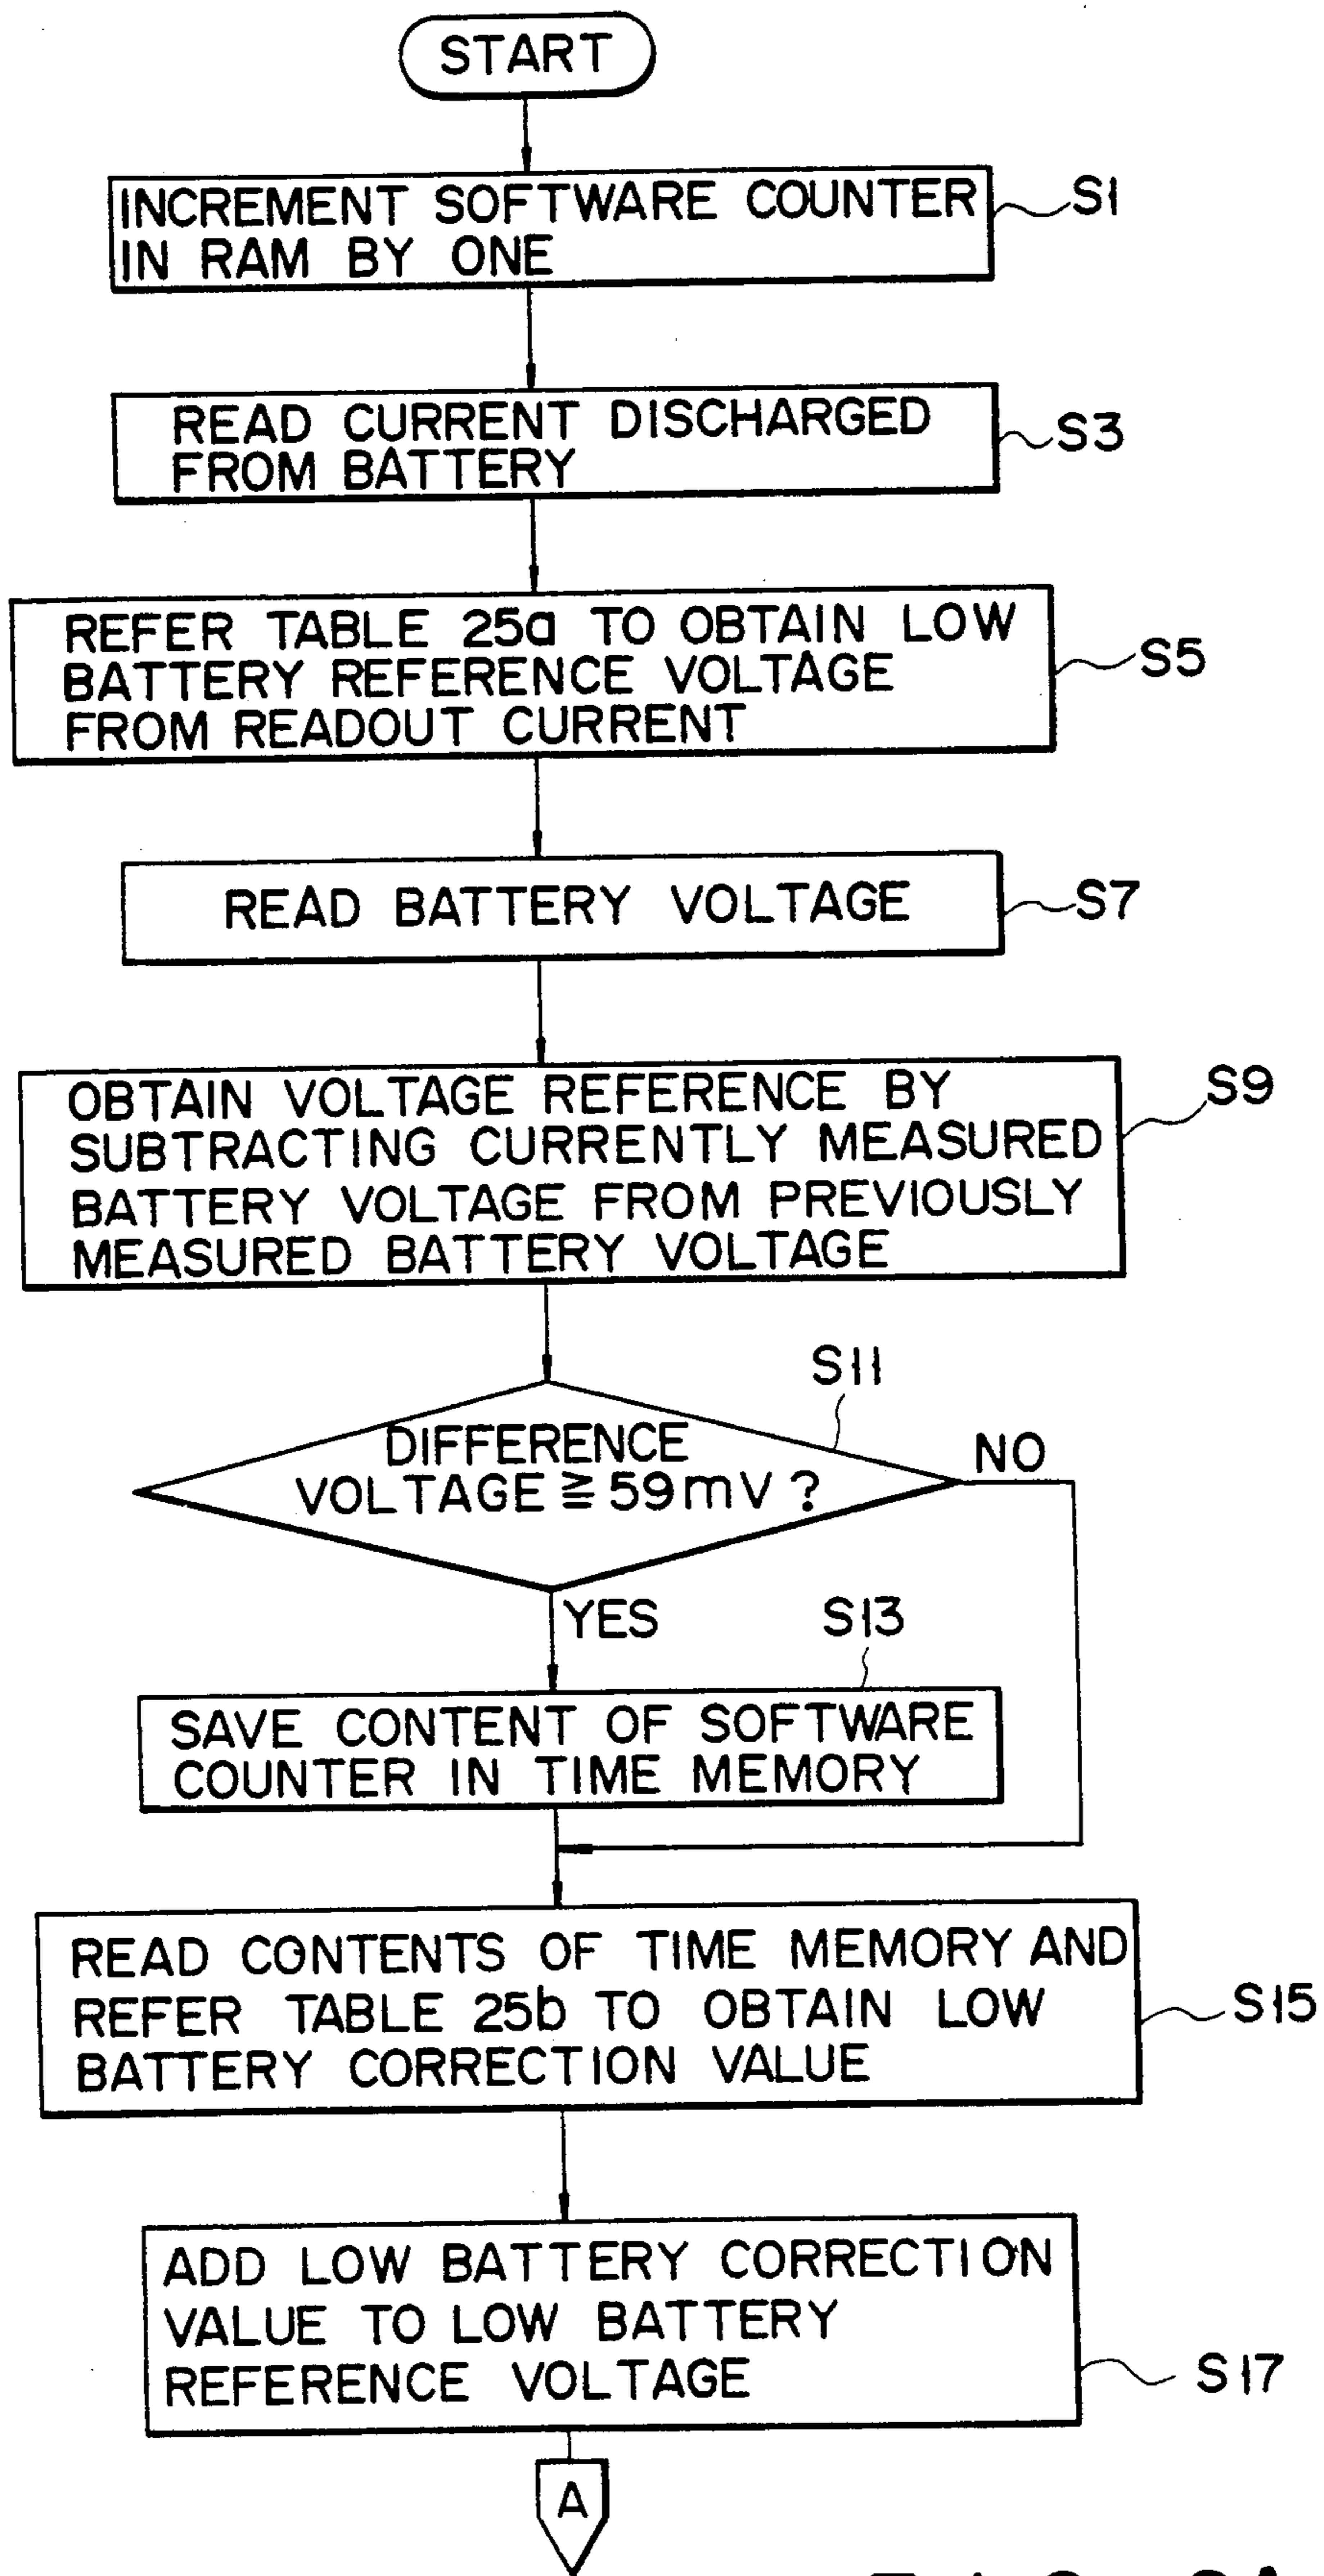 START
INCREMENT SOFTWARE COUNTER
IN RAM BY ONE
S1
READ CURRENT DISCHARGED
FROM BATTERY
S3
REFER TABLE 25a TO OBTAIN LOW
BATTERY REFERENCE VOLTAGE
FROM READOUT CURRENT
S5
READ BATTERY VOLTAGE
S7
OBTAIN VOLTAGE REFERENCE BY
SUBTRACTING CURRENTLY MEASURED
BATTERY VOLTAGE FROM PREVIOUSLY
MEASURED BATTERY VOLTAGE
S9
S11
DIFFERENCE
VOLTAGE ≧ 59mV ?
NO
YES
S13
SAVE CONTENT OF SOFTWARE
COUNTER IN TIME MEMORY
READ CONTENTS OF TIME MEMORY AND
REFER TABLE 25b TO OBTAIN LOW
BATTERY CORRECTION VALUE
S15
ADD LOW BATTERY CORRECTION
VALUE TO LOW BATTERY
REFERENCE VOLTAGE
S17
A